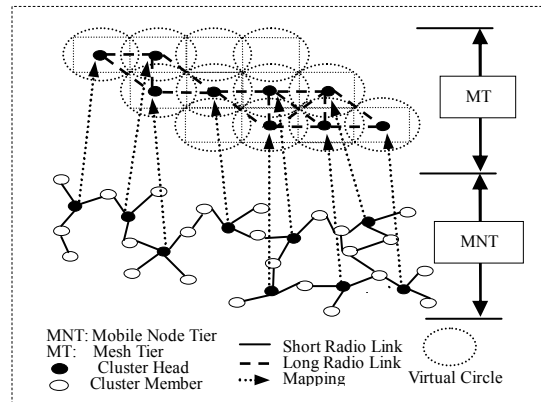 MT
MNT
MNT: Mobile Node Tier
MT: Mesh Tier
Cluster Head
Cluster Member
Short Radio Link
Long Radio Link
Mapping
Virtual Circle